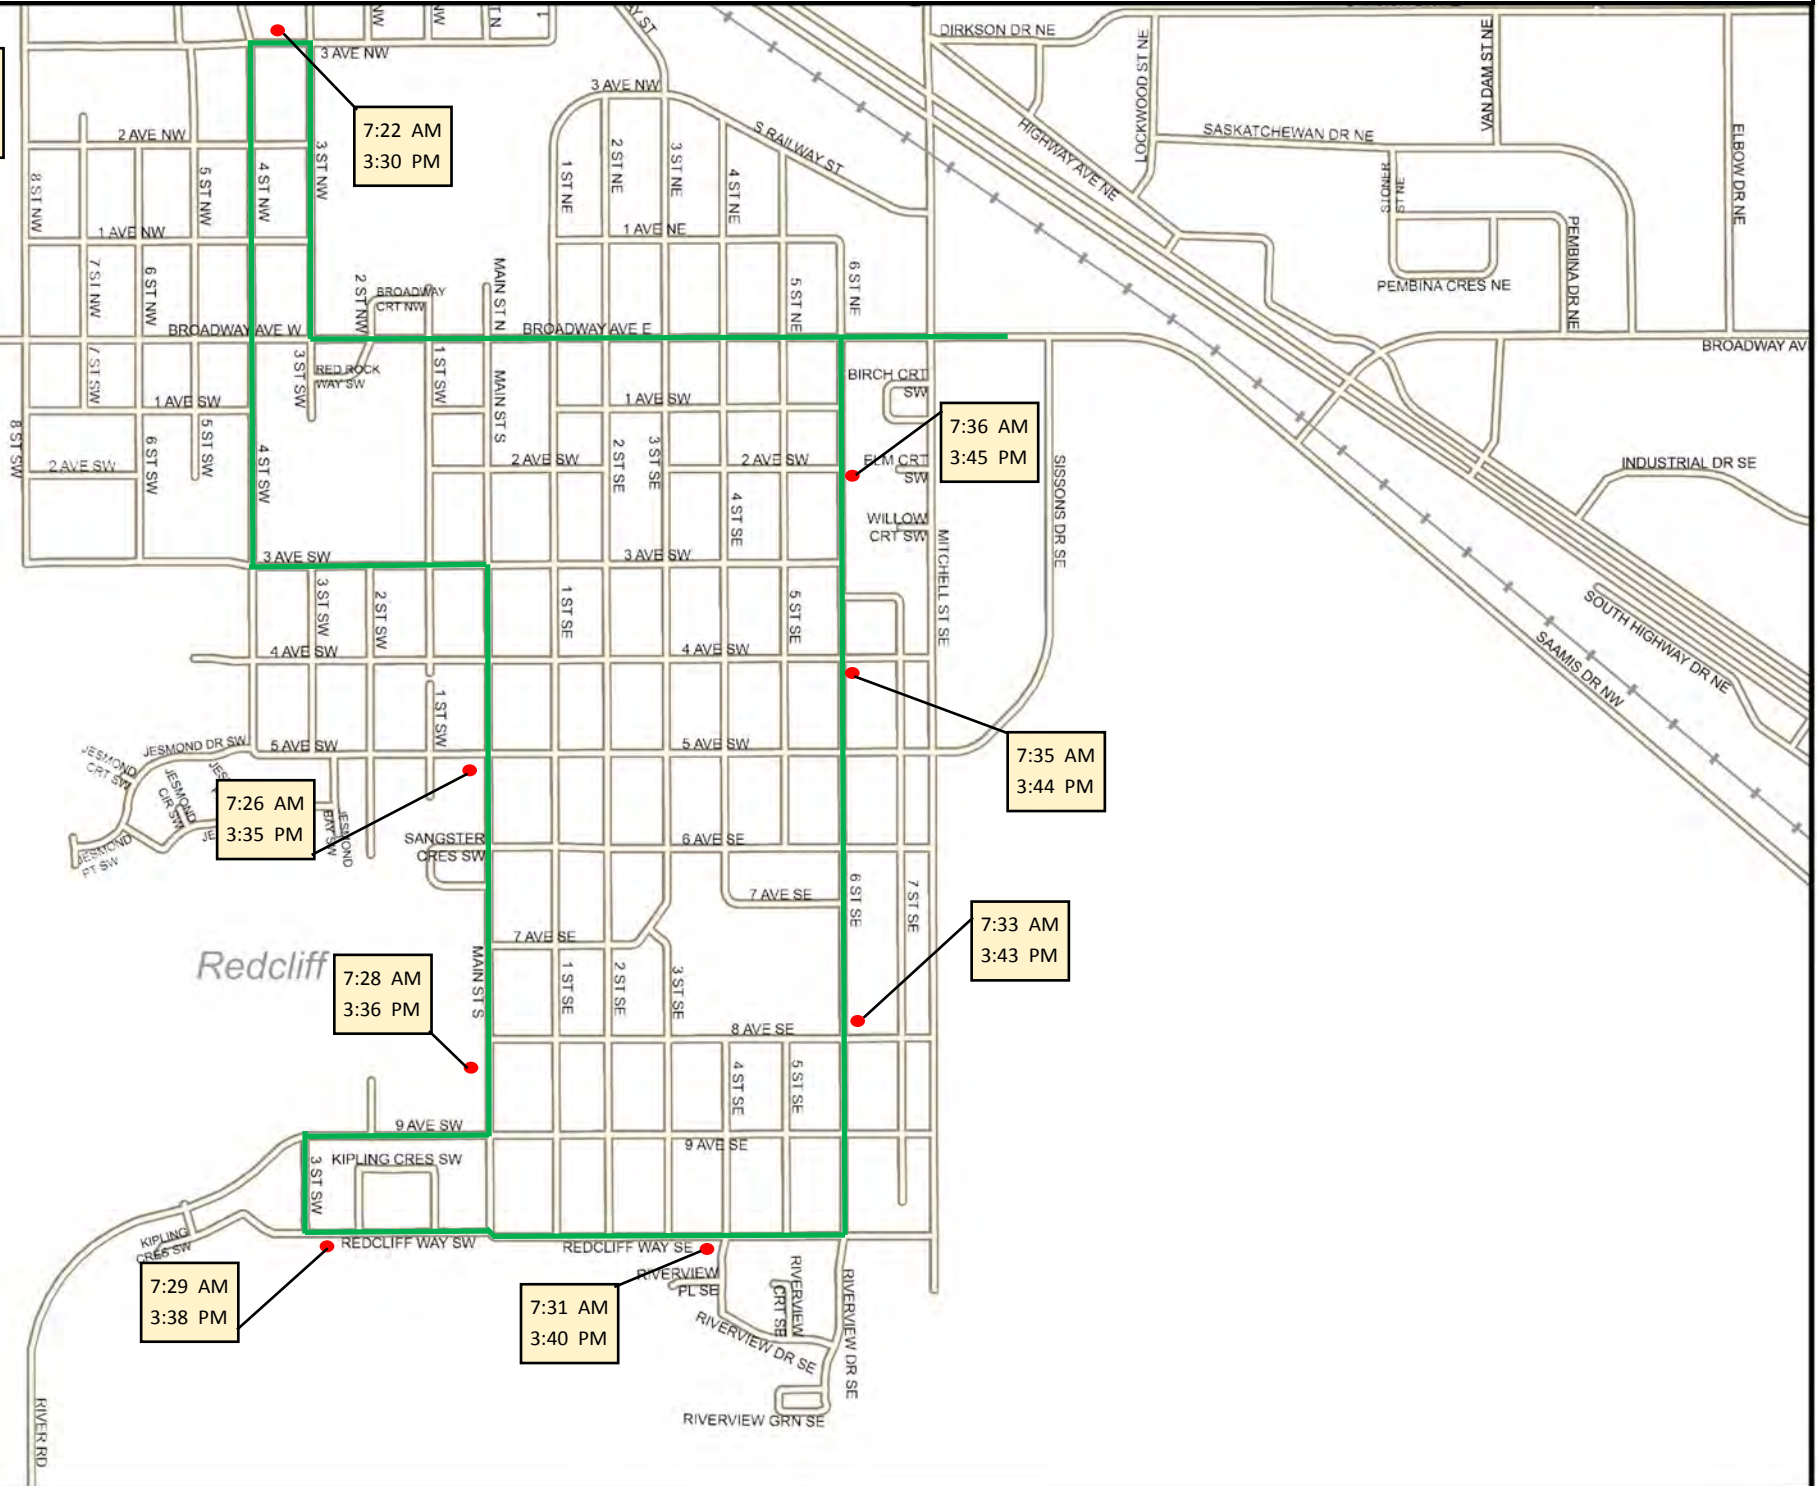 DIRKSON DR NE
3 AVE NW
LOCKWOOD ST NE
VAN DAM ST NE
3 AVE NW
7:22 AM
3:30 PM
2 AVE NW
S RAILWAY ST
HIGHWAY AVE NE
SASKATCHEWAN DR NE
ELBOW DR NE
8 ST NW
5 ST NW
4 ST NW
3 ST NW
1 ST NE
2 ST NE
3 ST NE
4 ST NE
ST NE
PEMBINA DR NE
1 AVE NW
1 AVE NE
7 ST NW
6 ST NW
2 ST NW
BROADWAY
CRT NW
MAIN ST N
5 ST NE
6 ST NE
PEMBINA CRES NE
BROADWAY AVE W
BROADWAY AVE E
BROADWAY AV
7 ST SW
3 ST SW
RED ROCK
WAY SW
1 ST SW
MAIN ST S
BIRCH CRT
SW
1 AVE SW
1 AVE SW
7:36 AM
3:45 PM
8 ST SW
6 ST SW
5 ST SW
4 ST SW
2 AVE SW
2 AVE SW
2 ST SE
3 ST SE
2 AVE SW
ELM CRT
SW
SISSONS DR SE
INDUSTRIAL DR SE
4 ST SE
WILLOW
CRT SW
MITCHELL ST SE
3 AVE SW
3 AVE SW
3 ST SW
2 ST SW
1 ST SE
5 ST SE
SOUTH HIGHWAY DR NE
SAAMIS DR NW
4 AVE SW
4 AVE SW
1 ST SW
JESMOND DR SW
5 AVE SW
5 AVE SW
7:35 AM
3:44 PM
JESMOND
CRT SW
JESMOND
CIR SW
7:26 AM
3:35 PM
JESMOND
BAY SW
JESMOND
PT SW
SANGSTER
CRES SW
6 AVE SE
7 AVE SE
6 ST SE
7 ST SE
7:33 AM
3:43 PM
7 AVE SE
Redcliff
7:28 AM
3:36 PM
MAIN ST S
1 ST SE
2 ST SE
3 ST SE
8 AVE SE
4 ST SE
5 ST SE
9 AVE SW
9 AVE SE
KIPLING CRES SW
3 ST SW
KIPLING
CRES SW
REDCLIFF WAY SW
REDCLIFF WAY SE
7:29 AM
3:38 PM
RIVERVIEW
PL SE
7:31 AM
3:40 PM
RIVERVIEW
CRT SE
RIVERVIEW DR SE
RIVERVIEW DR SE
RIVERVIEW GRN SE
RIVER RD